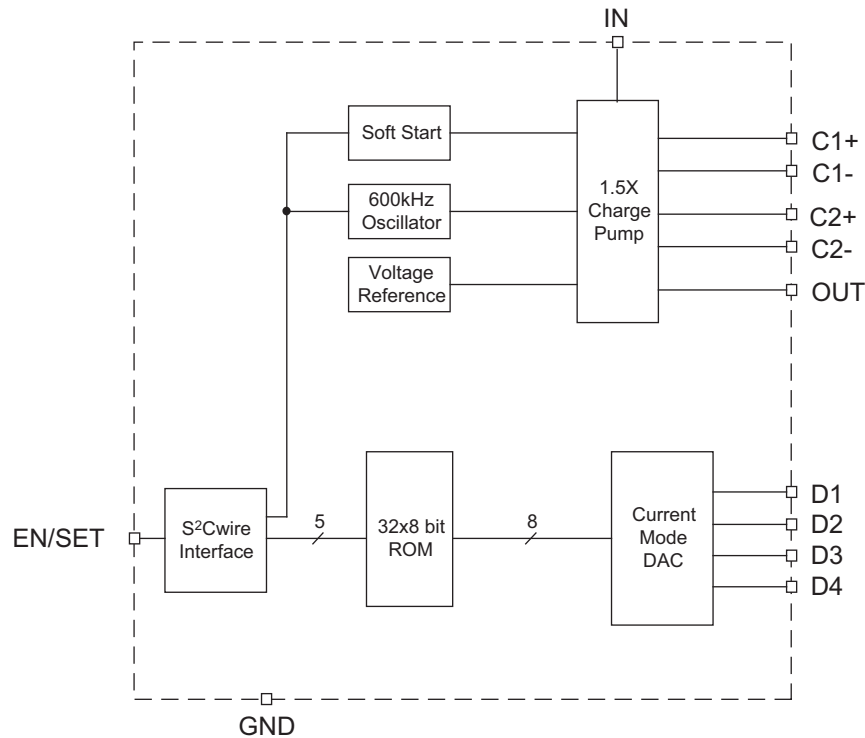 IN
Soft Start
600kHz
Oscillator
Voltage
Reference
1.5X
Charge
Pump
C1+
C1-
C2+
C2-
OUT
EN/SET
S²Cwire
Interface
5
32x8 bit
ROM
8
Current
Mode
DAC
D1
D2
D3
D4
GND